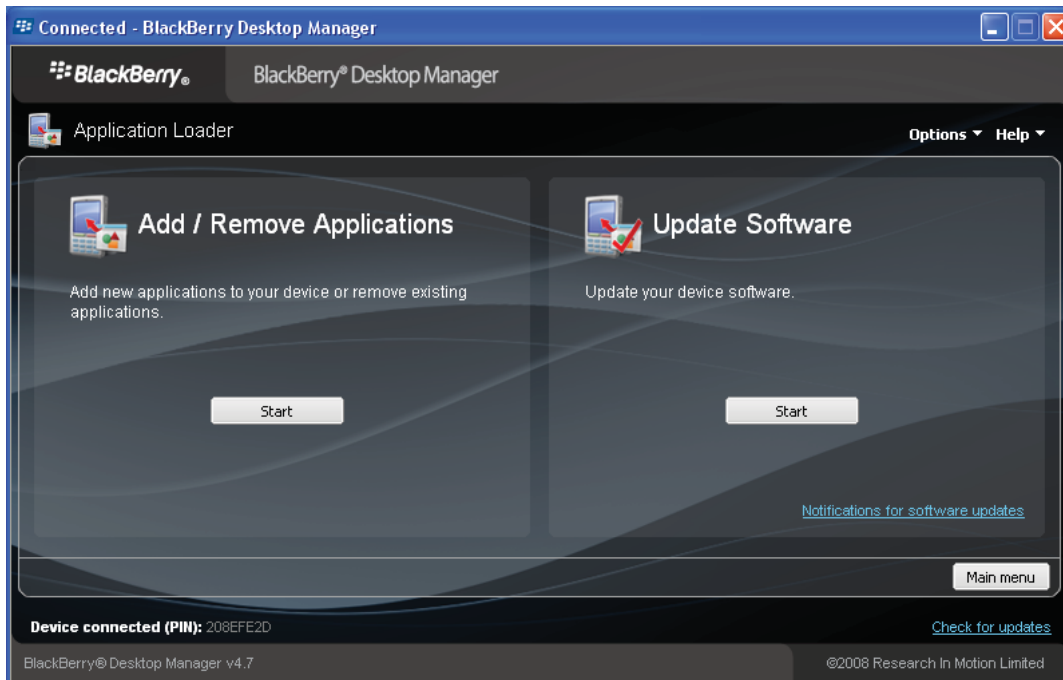 Connected - BlackBerry Desktop Manager
BlackBerry® BlackBerry® Desktop Manager
Application Loader
Options Help
Add / Remove Applications
Add new applications to your device or remove existing
applications.
Start
Update Software
Update your device software.
Start
Notifications for software updates
Main menu
Device connected (PIN): 208EFE2D
Check for updates
BlackBerry® Desktop Manager v4.7
©2008 Research In Motion Limited